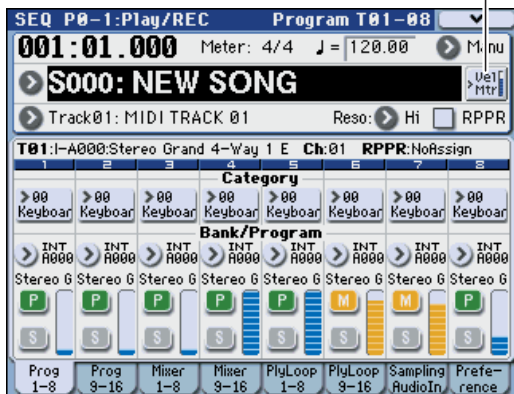 SEQ P0-1:Play/REC Program T01-08
001:01.000 Meter: 4/4 ♩= 120.00 Manu
S000: NEW SONG Vel Mtr
Track01: MIDI TRACK 01 Reso: Hi RPPR
T01:I-A000:Stereo Grand 4-Way 1 E Ch:01 RPPR:NoAssign
1 2 3 4 5 6 7 8
Category
>00 >00 >00 >00 >00 >00 >00 >00
Keyboar Keyboar Keyboar Keyboar Keyboar Keyboar Keyboar Keyboar
Bank/Program
INT INT INT INT INT INT INT INT
A000 A000 A000 A000 A000 A000 A000 A000
Stereo G Stereo G Stereo G Stereo G Stereo G Stereo G Stereo G Stereo G
P P P P P M M P
S S S S S S S S
Prog 1-8 Prog 9-16 Mixer 1-8 Mixer 9-16 PlyLoop 1-8 PlyLoop 9-16 Sampling AudioIn Prefe-rence